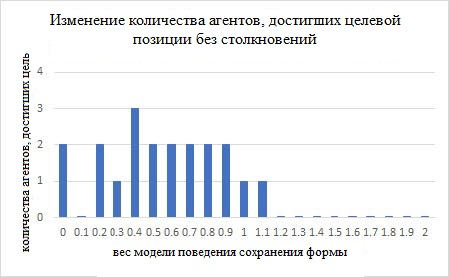 Изменение количества агентов, достигших целевой
позиции без столкновений
количества агентов, достигших цель
4
3
2
1
0
0 0.1 0.2 0.3 0.4 0.5 0.6 0.7 0.8 0.9 1 1.1 1.2 1.3 1.4 1.5 1.6 1.7 1.8 1.9 2
вес модели поведения сохранения формы